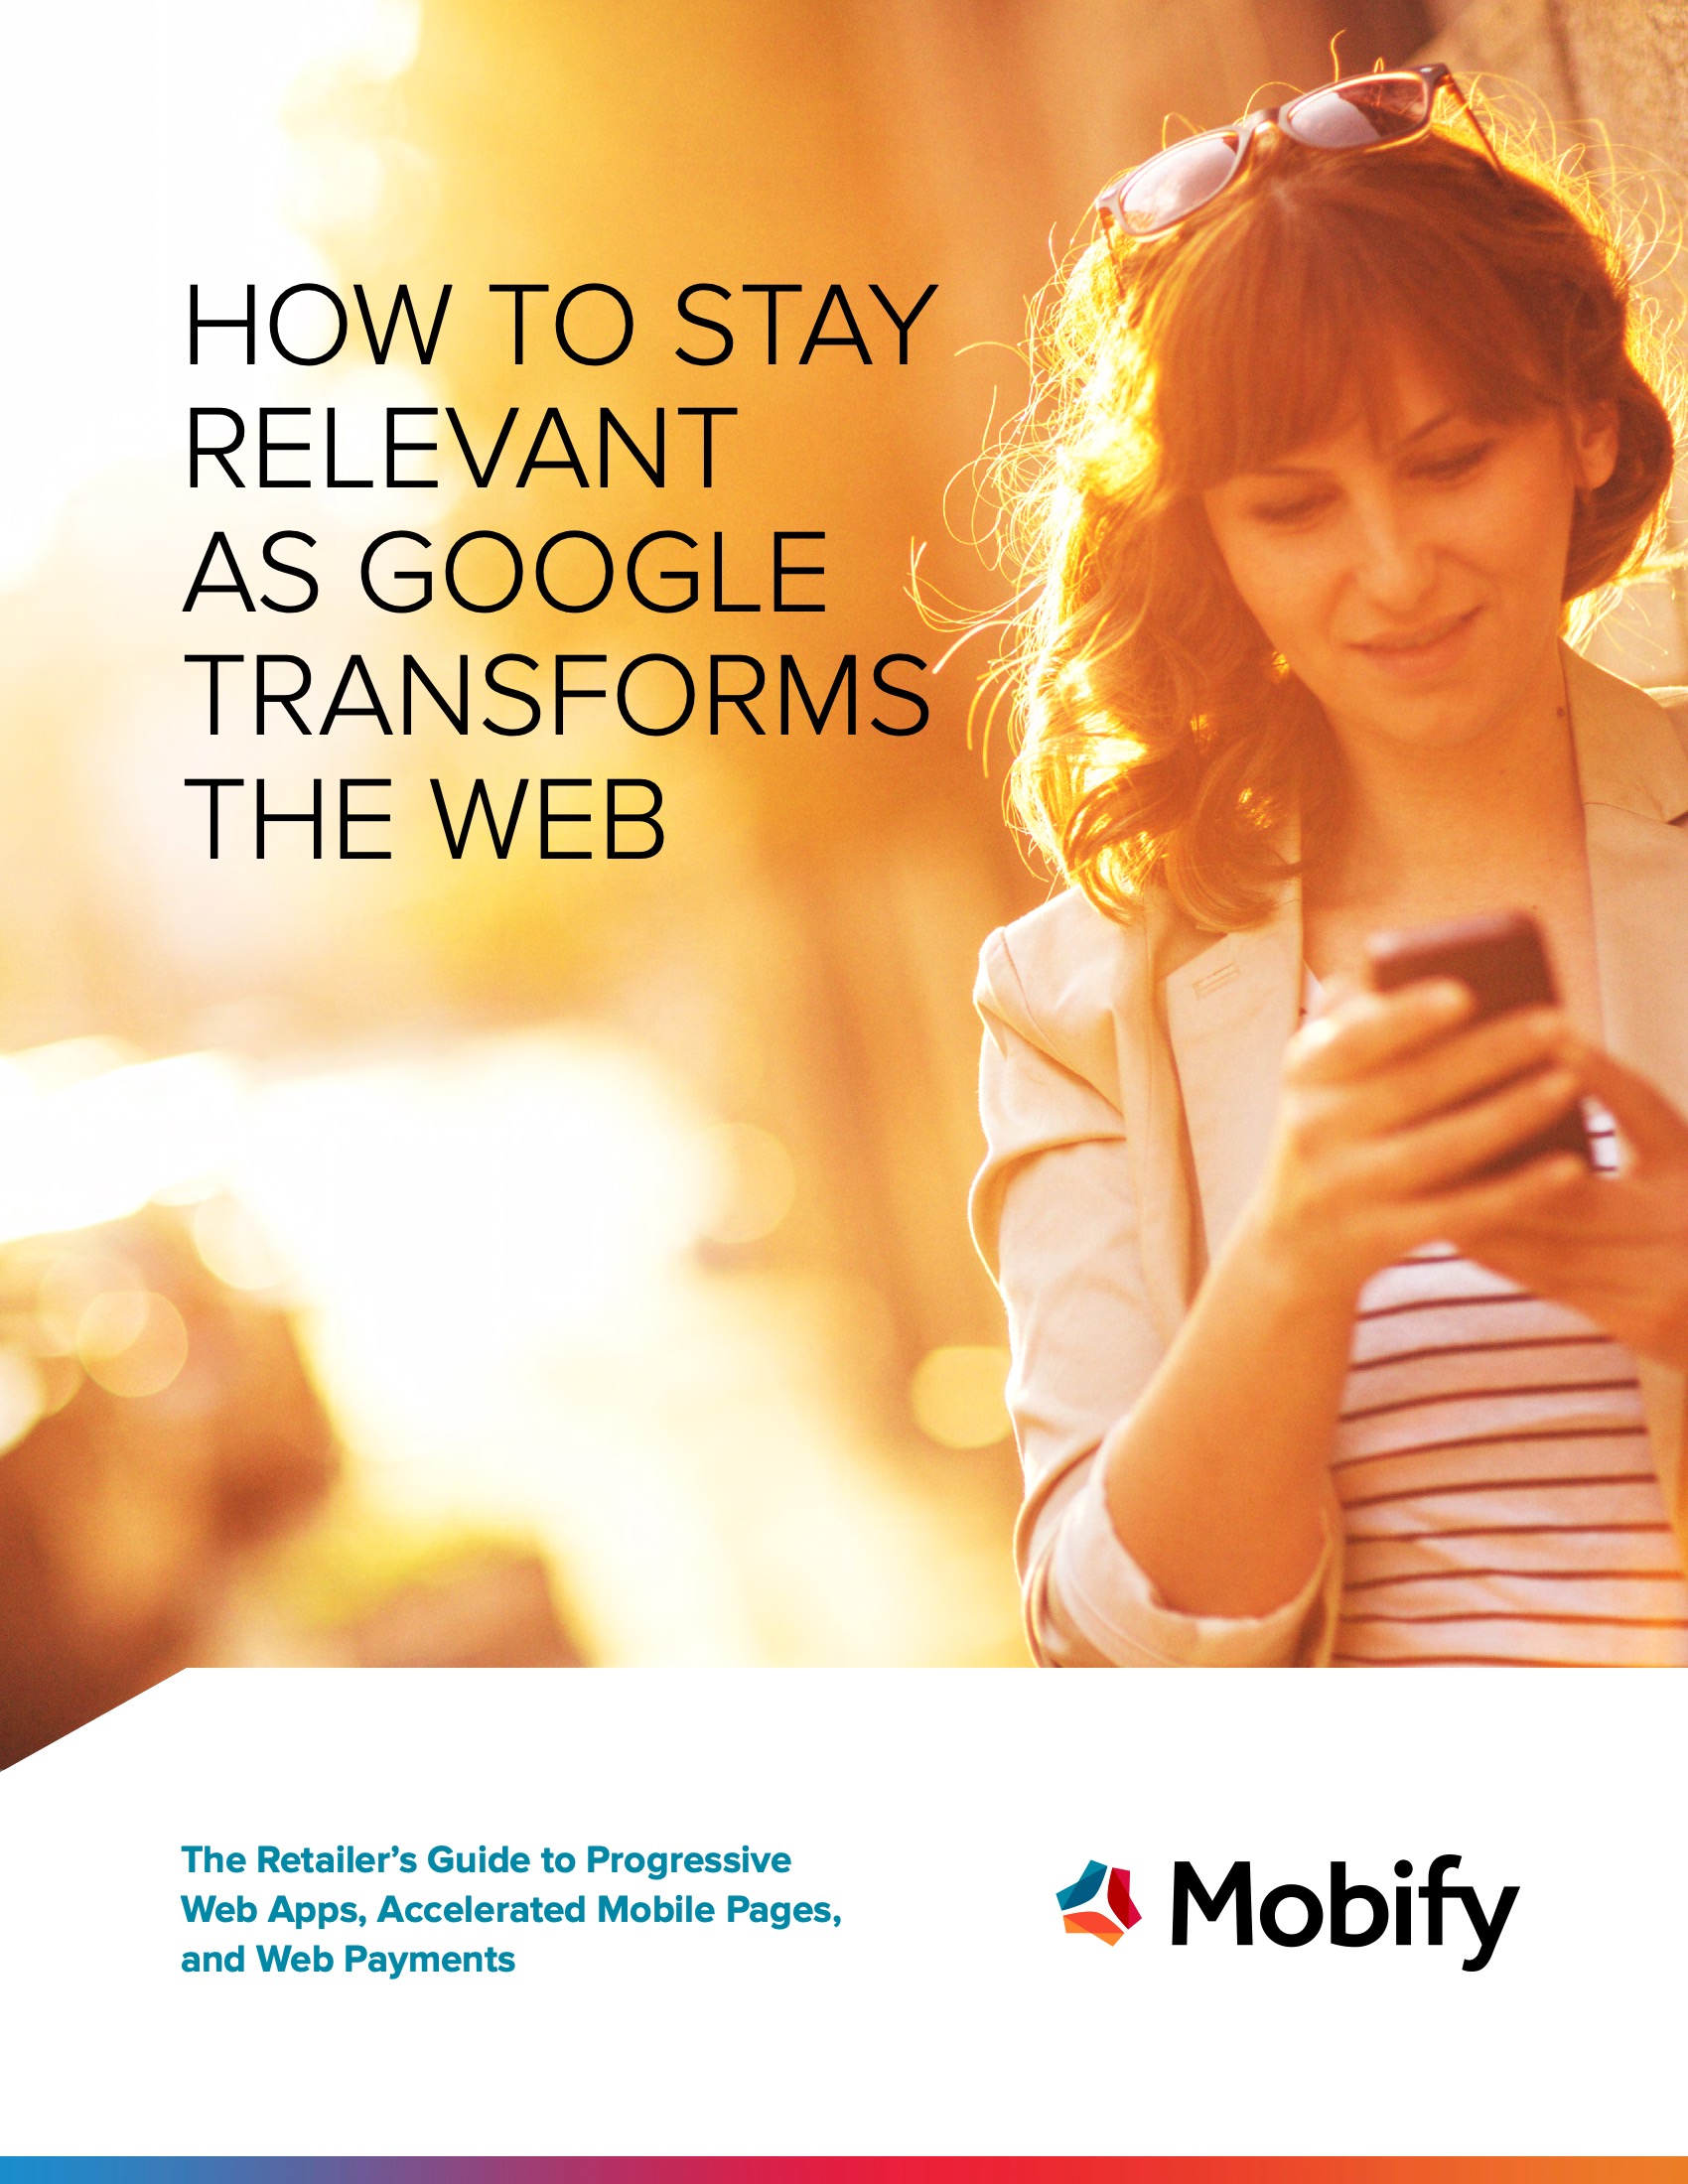 HOW TO STAY
RELEVANT
AS GOOGLE
TRANSFORMS
THE WEB
The Retailer’s Guide to Progressive
Web Apps, Accelerated Mobile Pages,
and Web Payments
Mobify